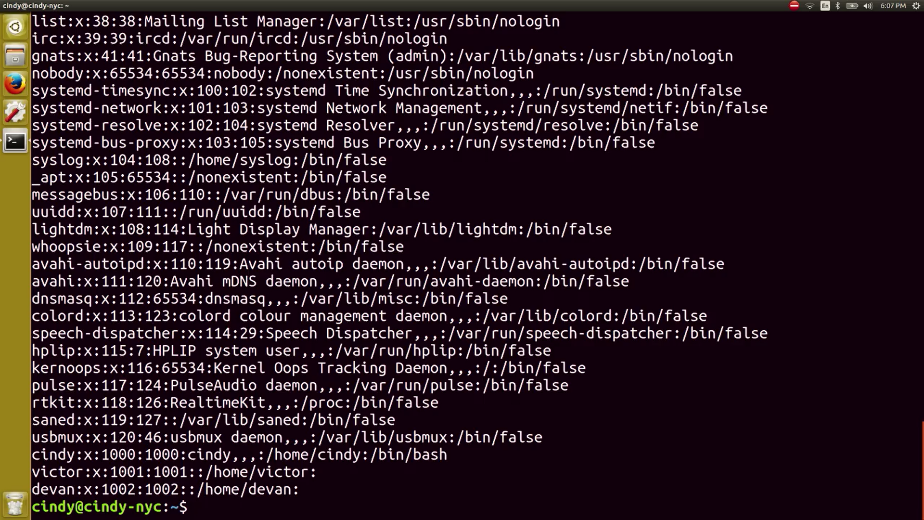 cindy@cindy-nyc: ~
En
6:07 PM
list:x:38:38:Mailing List Manager:/var/list:/usr/sbin/nologin
irc:x:39:39:ircd:/var/run/ircd:/usr/sbin/nologin
gnats:x:41:41:Gnats Bug-Reporting System (admin):/var/lib/gnats:/usr/sbin/nologin
nobody:x:65534:65534:nobody:/nonexistent:/usr/sbin/nologin
systemd-timesync:x:100:102:systemd Time Synchronization,,,:/run/systemd:/bin/false
systemd-network:x:101:103:systemd Network Management,,,:/run/systemd/netif:/bin/false
systemd-resolve:x:102:104:systemd Resolver,,,:/run/systemd/resolve:/bin/false
systemd-bus-proxy:x:103:105:systemd Bus Proxy,,,:/run/systemd:/bin/false
syslog:x:104:108::/home/syslog:/bin/false
_apt:x:105:65534::/nonexistent:/bin/false
messagebus:x:106:110::/var/run/dbus:/bin/false
uuidd:x:107:111::/run/uuidd:/bin/false
lightdm:x:108:114:Light Display Manager:/var/lib/lightdm:/bin/false
whoopsie:x:109:117::/nonexistent:/bin/false
avahi-autoipd:x:110:119:Avahi autoip daemon,,,:/var/lib/avahi-autoipd:/bin/false
avahi:x:111:120:Avahi mDNS daemon,,,:/var/run/avahi-daemon:/bin/false
dnsmasq:x:112:65534:dnsmasq,,,:/var/lib/misc:/bin/false
colord:x:113:123:colord colour management daemon,,,:/var/lib/colord:/bin/false
speech-dispatcher:x:114:29:Speech Dispatcher,,,:/var/run/speech-dispatcher:/bin/false
hplip:x:115:7:HPLIP system user,,,:/var/run/hplip:/bin/false
kernoops:x:116:65534:Kernel Oops Tracking Daemon,,,:/:/bin/false
pulse:x:117:124:PulseAudio daemon,,,:/var/run/pulse:/bin/false
rtkit:x:118:126:RealtimeKit,,,:/proc:/bin/false
saned:x:119:127::/var/lib/saned:/bin/false
usbmux:x:120:46:usbmux daemon,,,:/var/lib/usbmux:/bin/false
cindy:x:1000:1000:cindy,,,:/home/cindy:/bin/bash
victor:x:1001:1001::/home/victor:
devan:x:1002:1002::/home/devan:
cindy@cindy-nyc:~$